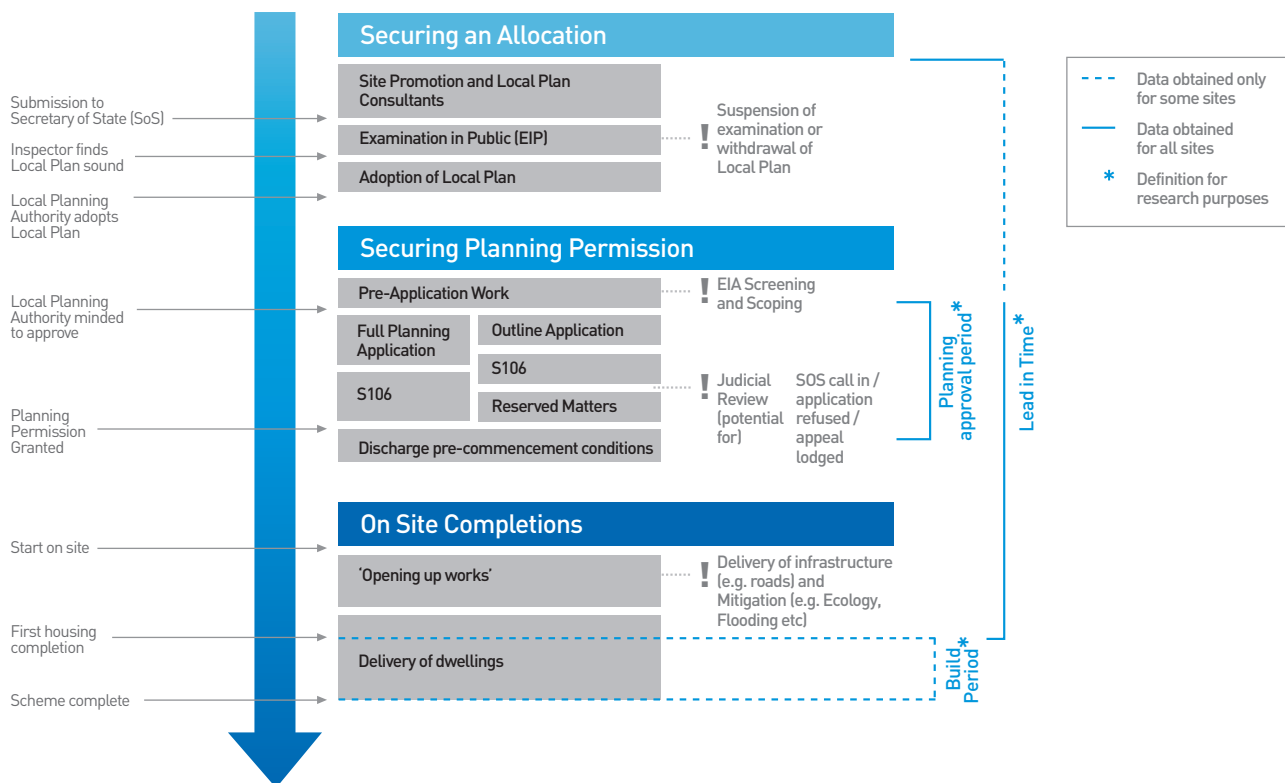 Securing an Allocation
Site Promotion and Local Plan
Consultants
Submission to
Secretary of State (SoS)
Examination in Public (EIP)
! Suspension of
examination or
withdrawal of
Local Plan
Inspector finds
Local Plan sound
Adoption of Local Plan
Local Planning
Authority adopts
Local Plan
Data obtained only
for some sites
Data obtained
for all sites
* Definition for
research purposes
Securing Planning Permission
Pre-Application Work
! EIA Screening
and Scoping
Local Planning
Authority minded
to approve
Full Planning
Application
Outline Application
S106
S106
Reserved Matters
! Judicial
Review
(potential
for)
SOS call in /
application
refused /
appeal
lodged
Planning
Permission
Granted
Discharge pre-commencement conditions
Planning
approval period*
Lead in Time*
On Site Completions
Start on site
'Opening up works'
! Delivery of infrastructure
(e.g. roads) and
Mitigation (e.g. Ecology,
Flooding etc)
First housing
completion
Delivery of dwellings
Build
Period*
Scheme complete